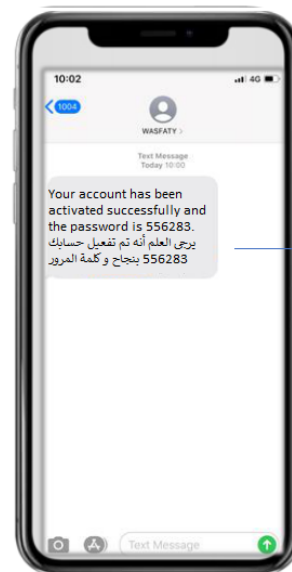 10:02
4G
1004
WASFATY >
Text Message
Today 10:00
Your account has been
activated successfully and
the password is 556283.
يرجى العلم أنه تم تفعيل حسابك
بنجاح و كلمة المرور 556283
Text Message